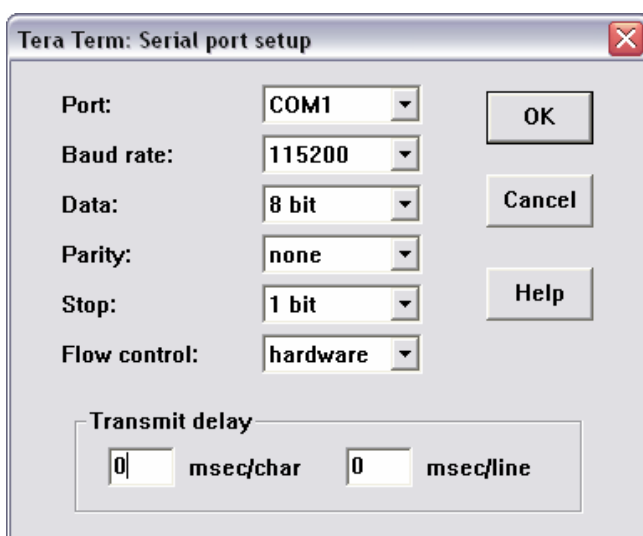 Tera Term: Serial port setup
Port: COM1 OK
Baud rate: 115200
Data: 8 bit Cancel
Parity: none
Stop: 1 bit Help
Flow control: hardware
Transmit delay
0 msec/char 0 msec/line